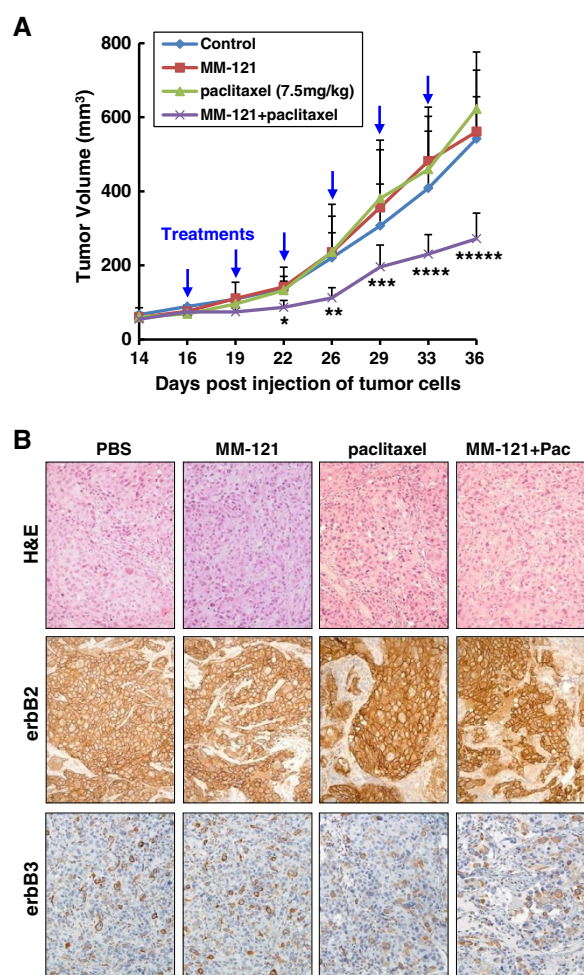 A
Tumor Volume (mm³)
800
600
400
200
0
Control
MM-121
paclitaxel (7.5mg/kg)
MM-121+paclitaxel
Treatments
*
**
***
****
*****
14 16 19 22 26 29 33 36
Days post injection of tumor cells
B
PBS MM-121 paclitaxel MM-121+Pac
H&E
erbB2
erbB3